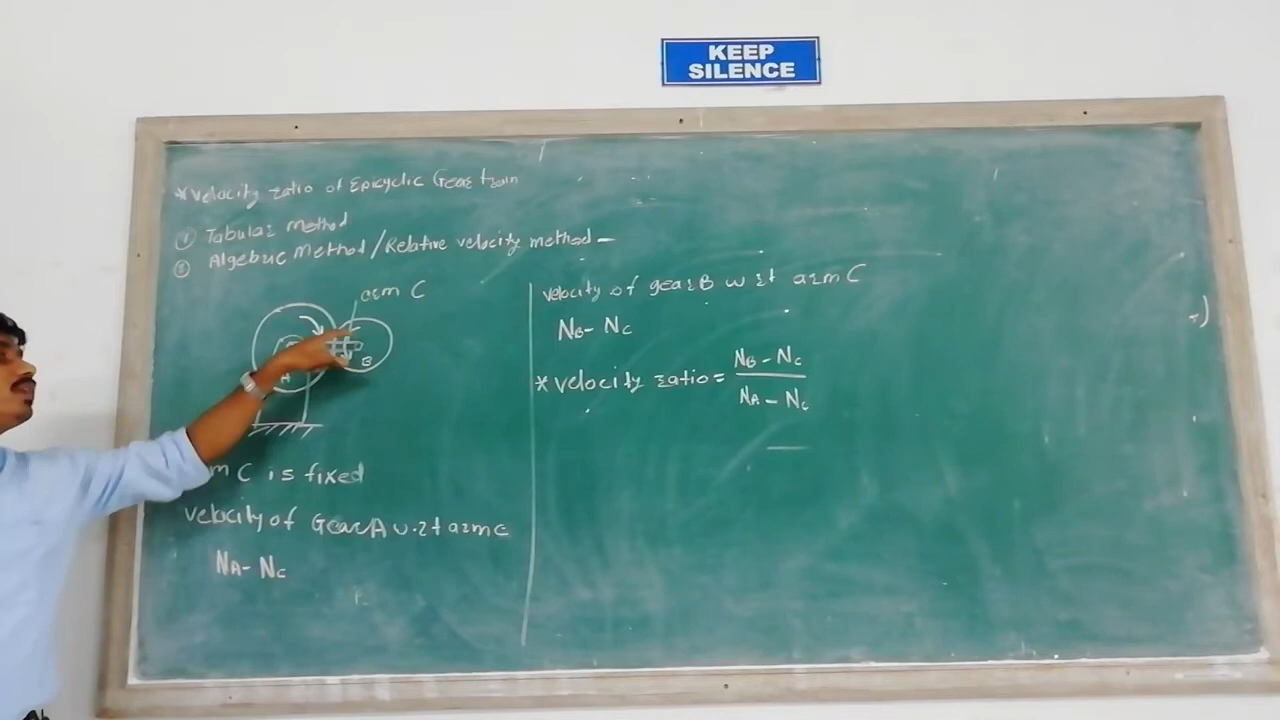 KEEP
SILENCE
* Velocity ratio of Epicyclic Gear train
① Tabular Method
② Algebric Method / Relative velocity method -
arm C
A
B
m C is fixed
velocity of Gear A w.r.t arm c
NA - NC
velocity of gear B w r t arm C
NB - NC
* velocity ratio = NB - NC
NA - NC